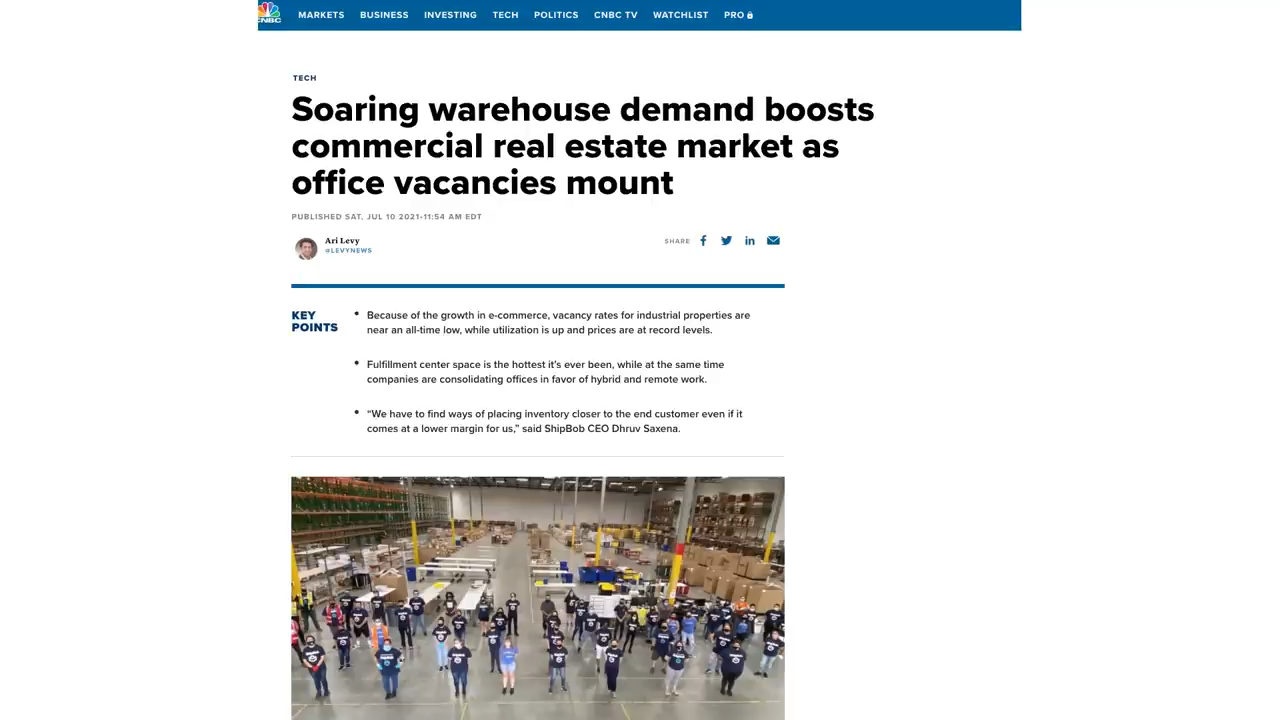 CNBC
MARKETS BUSINESS INVESTING TECH POLITICS CNBC TV WATCHLIST PRO
TECH
Soaring warehouse demand boosts
commercial real estate market as
office vacancies mount
PUBLISHED SAT, JUL 10 2021•11:54 AM EDT
Ari Levy
@LEVYNEWS
SHARE
KEY
POINTS
• Because of the growth in e-commerce, vacancy rates for industrial properties are
near an all-time low, while utilization is up and prices are at record levels.
• Fulfillment center space is the hottest it's ever been, while at the same time
companies are consolidating offices in favor of hybrid and remote work.
• “We have to find ways of placing inventory closer to the end customer even if it
comes at a lower margin for us,” said ShipBob CEO Dhruv Saxena.